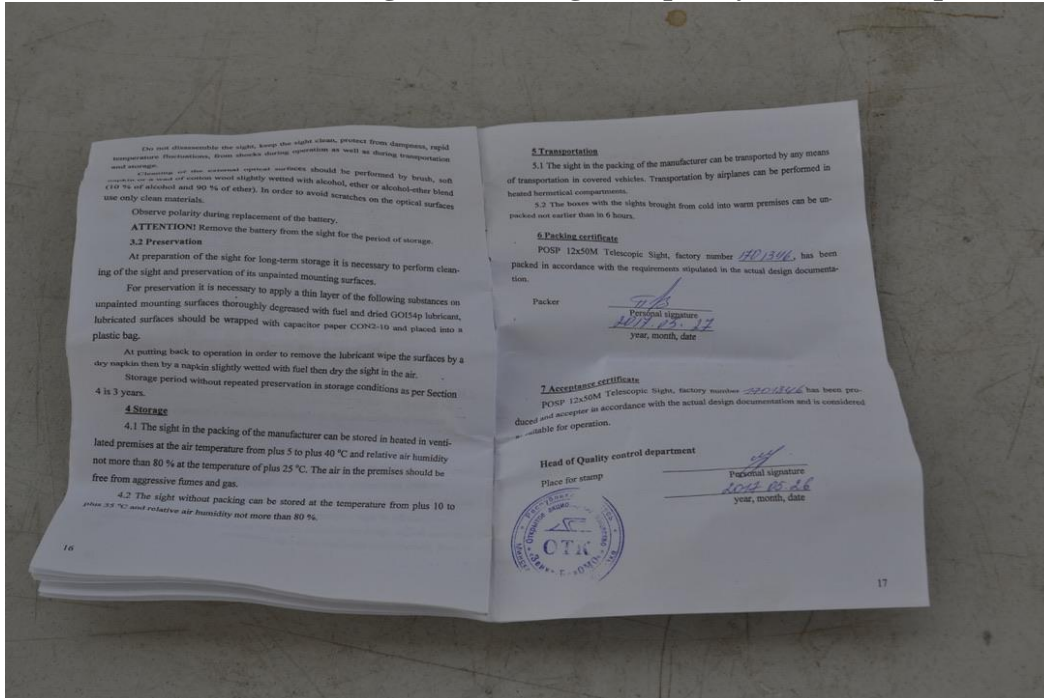 Do not disassemble the sight, keep the sight clean, protect from dampness, rapid
temperature fluctuations, from shocks during operation as well as during transportation
and storage.
Cleaning of the external optical surfaces should be performed by brush, soft
napkin or a wad of cotton wool slightly wetted with alcohol, ether or alcohol-ether blend
(10 % of alcohol and 90 % of ether). In order to avoid scratches on the optical surfaces
use only clean materials.
Observe polarity during replacement of the battery.
ATTENTION! Remove the battery from the sight for the period of storage.
3.2 Preservation
At preparation of the sight for long-term storage it is necessary to perform clean-
ing of the sight and preservation of its unpainted mounting surfaces.
For preservation it is necessary to apply a thin layer of the following substances on
unpainted mounting surfaces thoroughly degreased with fuel and dried GOI54p lubricant,
lubricated surfaces should be wrapped with capacitor paper CON2-10 and placed into a
plastic bag.
At putting back to operation in order to remove the lubricant wipe the surfaces by a
dry napkin then by a napkin slightly wetted with fuel then dry the sight in the air.
Storage period without repeated preservation in storage conditions as per Section
4 is 3 years.
4 Storage
4.1 The sight in the packing of the manufacturer can be stored in heated in venti-
lated premises at the air temperature from plus 5 to plus 40 °C and relative air humidity
not more than 80 % at the temperature of plus 25 °C. The air in the premises should be
free from aggressive fumes and gas.
4.2 The sight without packing can be stored at the temperature from plus 10 to
plus 35 °C and relative air humidity not more than 80 %.
16
5 Transportation
5.1 The sight in the packing of the manufacturer can be transported by any means
of transportation in covered vehicles. Transportation by airplanes can be performed in
heated hermetical compartments.
5.2 The boxes with the sights brought from cold into warm premises can be un-
packed not earlier than in 6 hours.
6 Packing certificate
POSP 12x50M Telescopic Sight, factory number 1701346, has been
packed in accordance with the requirements stipulated in the actual design documenta-
tion.
Packer
Personal signature
2017.05.27
year, month, date
7 Acceptance certificate
POSP 12x50M Telescopic Sight, factory number 1701346 has been pro-
duced and accepter in accordance with the actual design documentation and is considered
suitable for operation.
Head of Quality control department
Personal signature
Place for stamp
2017 05.26
year, month, date
ОТК
17